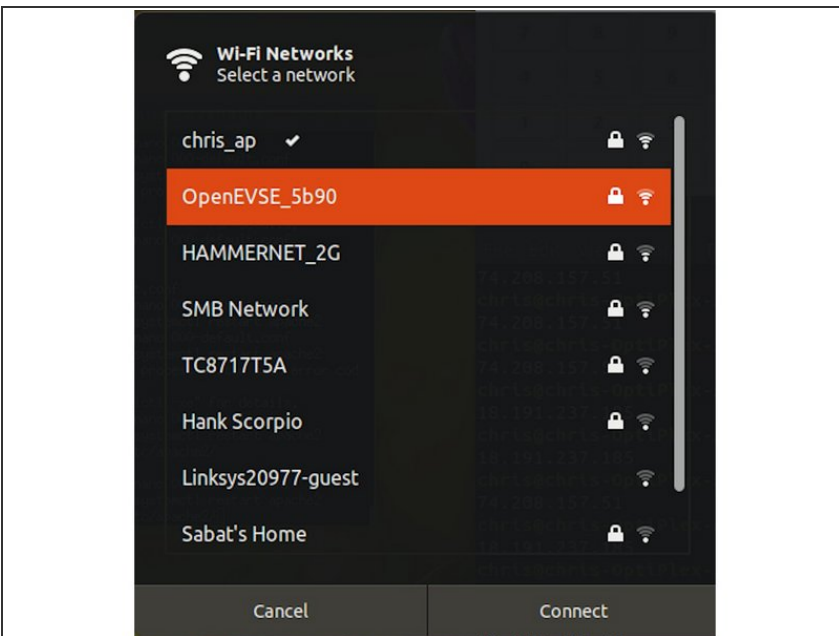 Wi-Fi Networks
Select a network
chris_ap
OpenEVSE_5b90
HAMMERNET_2G
SMB Network
TC8717T5A
Hank Scorpio
Linksys20977-guest
Sabat's Home
Cancel
Connect